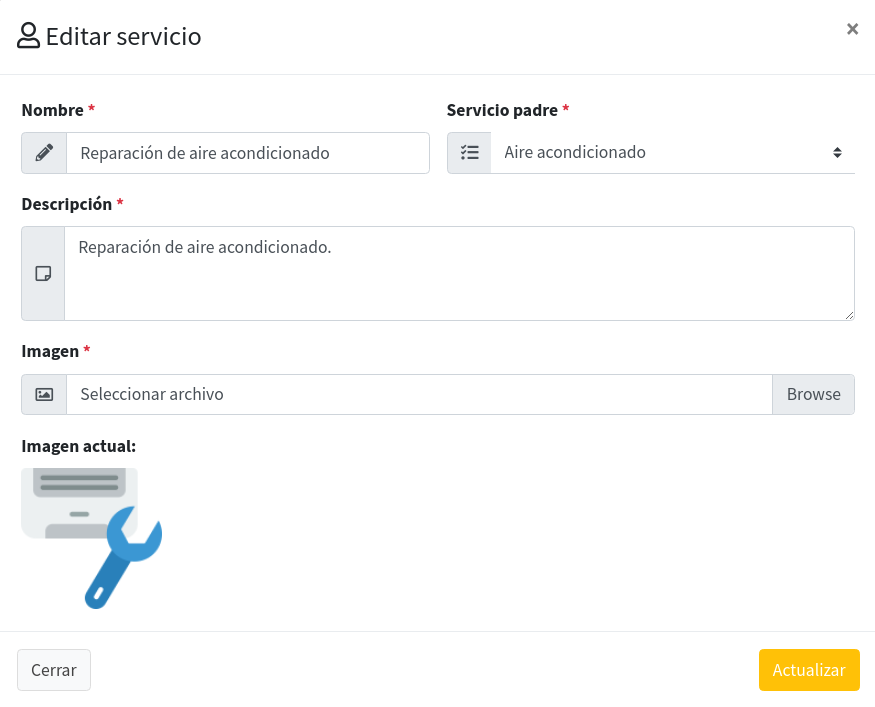 Editar servicio
×
Nombre *
Servicio padre *
Reparación de aire acondicionado
Aire acondicionado
Descripción *
Reparación de aire acondicionado.
Imagen *
Seleccionar archivo
Browse
Imagen actual:
Cerrar
Actualizar